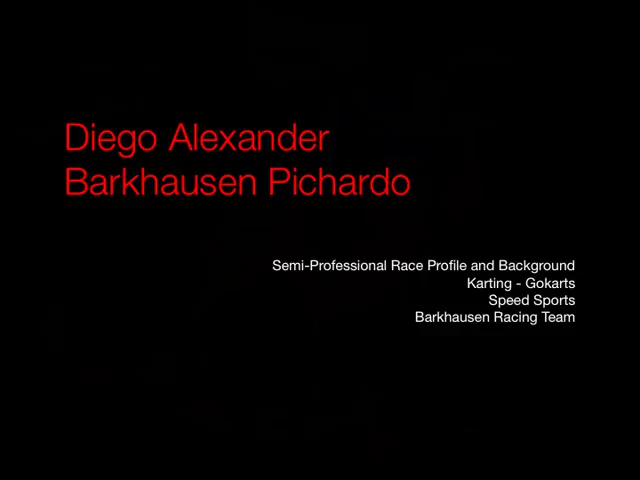 Diego Alexander
Barkhausen Pichardo
Semi-Professional Race Profile and Background
Karting - Gokarts
Speed Sports
Barkhausen Racing Team